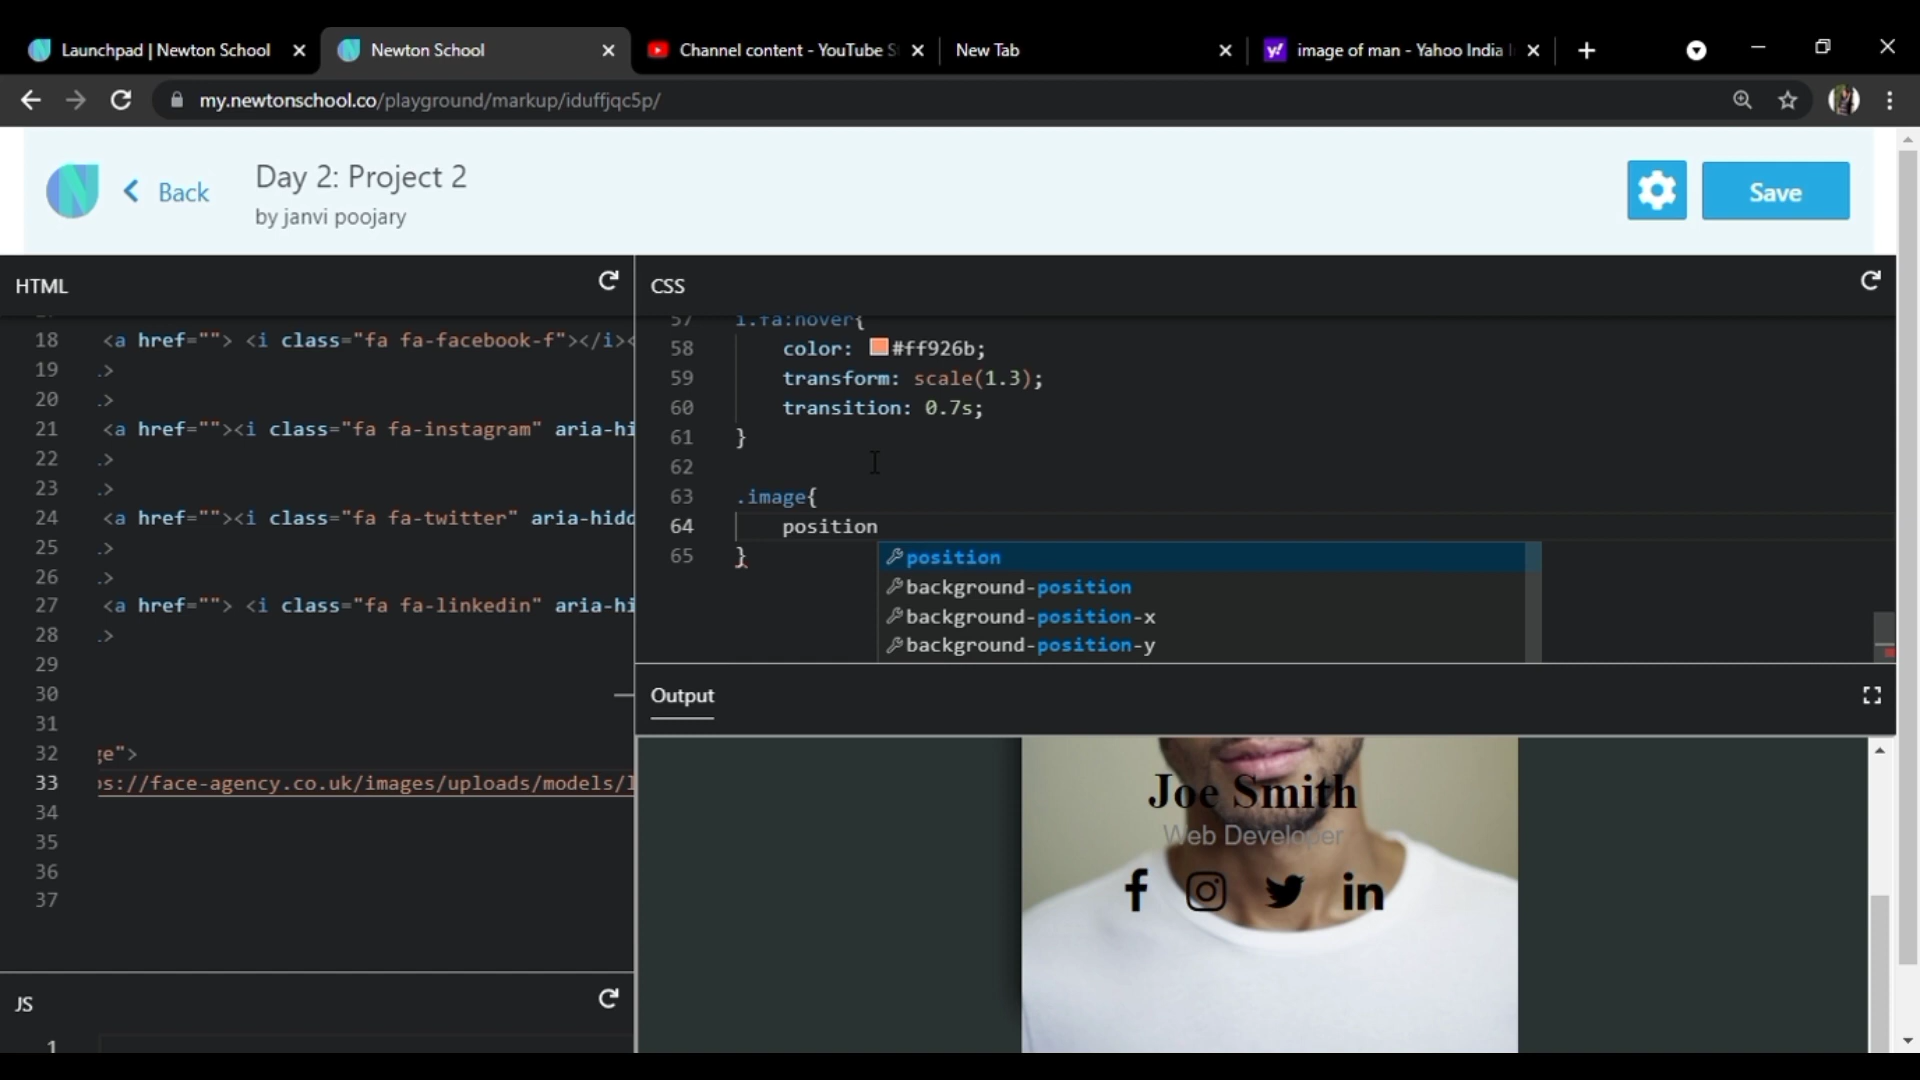 Launchpad | Newton School
Newton School
Channel content - YouTube S
New Tab
y! image of man - Yahoo India I
my.newtonschool.co/playground/markup/iduffjqc5p/
Back
Day 2: Project 2
by janvi poojary
Save
HTML
18 <a href=""> <i class="fa fa-facebook-f"></i><
19 .>
20 .>
21 <a href=""><i class="fa fa-instagram" aria-hi
22 .>
23 .>
24 <a href=""><i class="fa fa-twitter" aria-hidd
25 .>
26 .>
27 <a href=""> <i class="fa fa-linkedin" aria-hi
28 .>
29
30
31
32 ge">
33 ps://face-agency.co.uk/images/uploads/models/l
34
35
36
37
JS
1
CSS
57 i.fa:hover{
58 color: #ff926b;
59 transform: scale(1.3);
60 transition: 0.7s;
61 }
62
63 .image{
64 position
65 }
position
background-position
background-position-x
background-position-y
Output
Joe Smith
Web Developer
f in